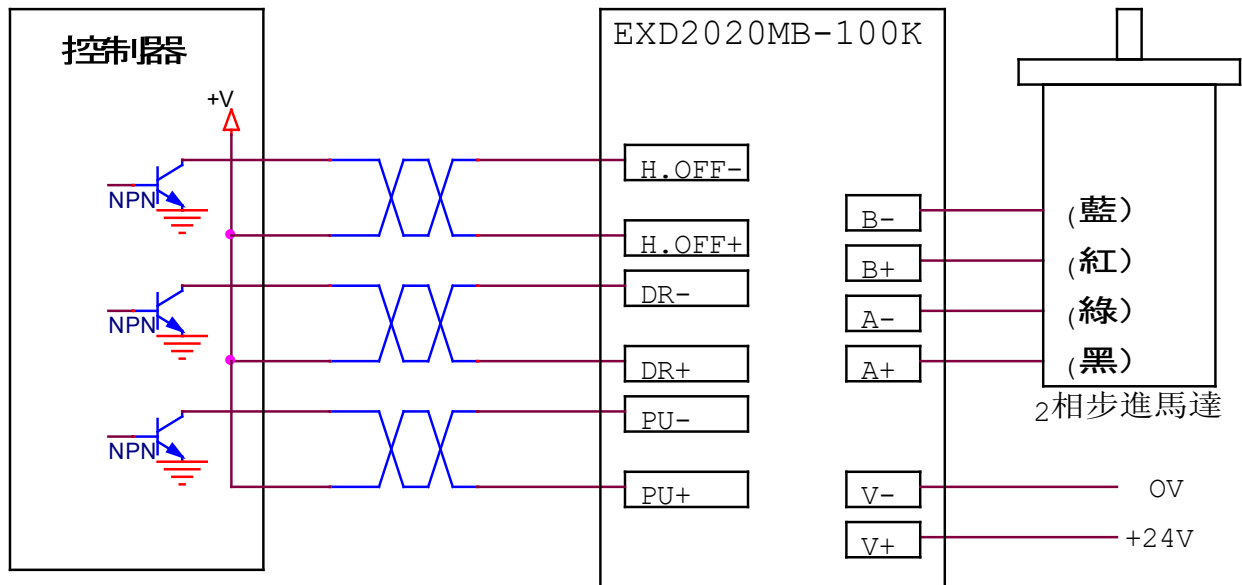 控制器
+V
NPN
NPN
NPN
EXD2020MB-100K
H.OFF-
H.OFF+
DR-
DR+
PU-
PU+
B-
B+
A-
A+
V-
V+
(藍)
(紅)
(綠)
(黑)
2相步進馬達
0V
+24V